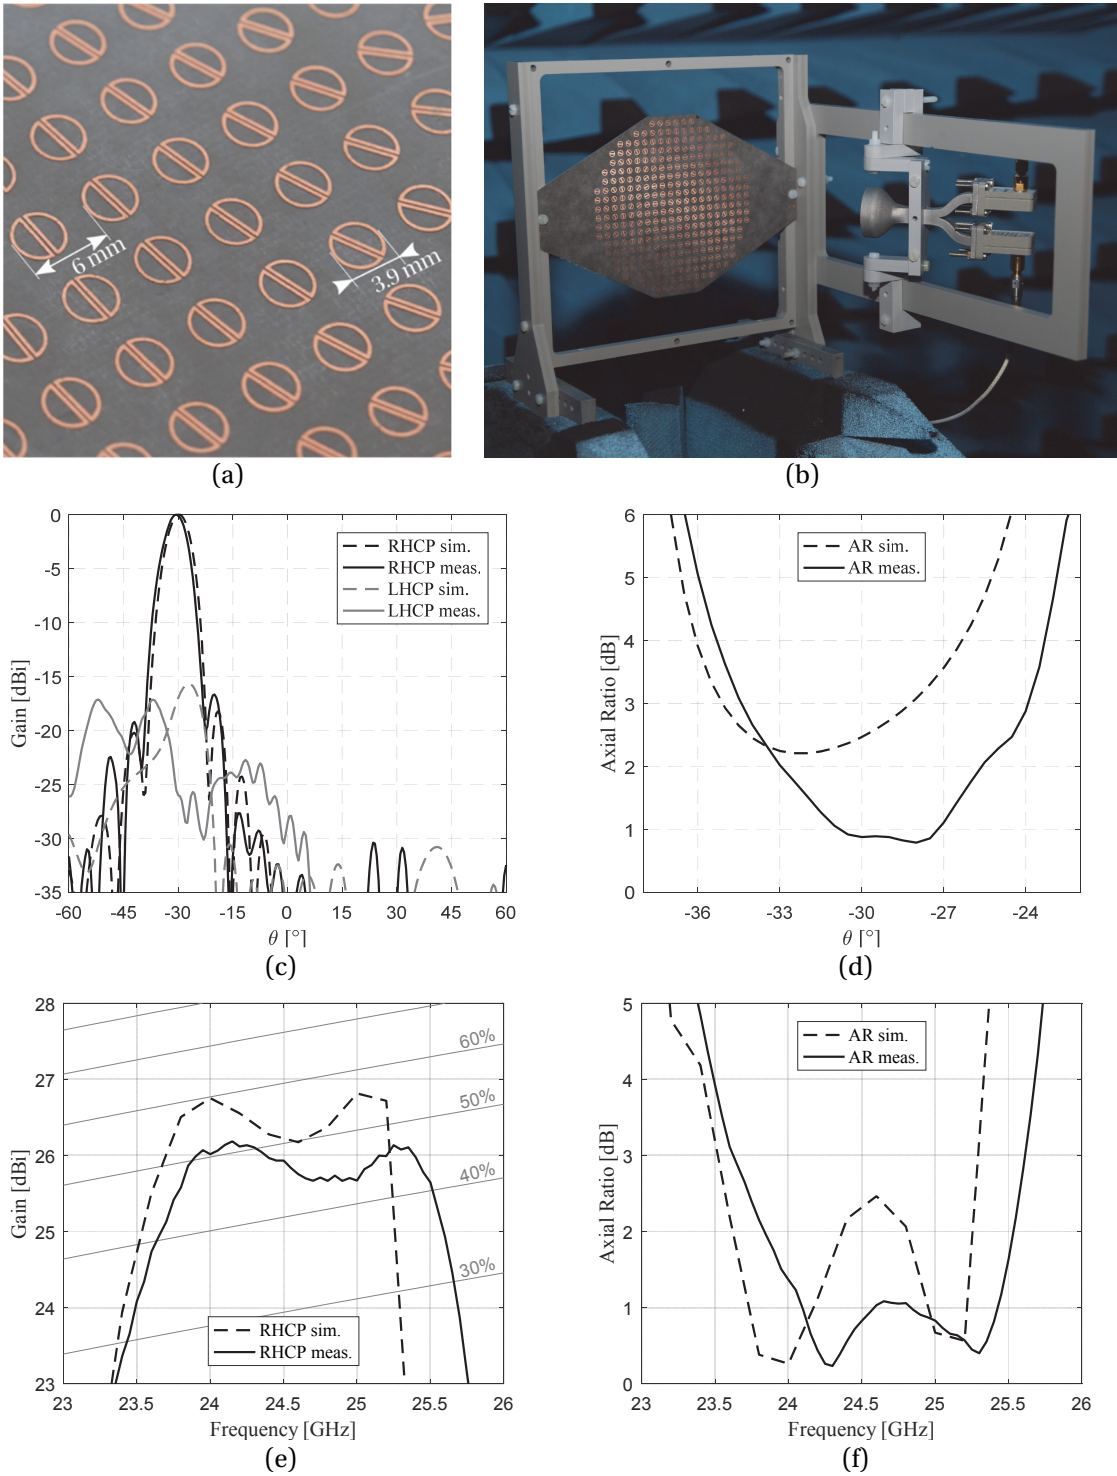 6 mm
3.9 mm
(a)
(b)
0
-5
-10
-15
-20
-25
-30
-35
Gain [dBi]
RHCP sim.
RHCP meas.
LHCP sim.
LHCP meas.
-60 -45 -30 -15 0 15 30 45 60
θ [°]
(c)
6
5
4
3
2
1
0
Axial Ratio [dB]
AR sim.
AR meas.
-36 -33 -30 -27 -24
θ [°]
(d)
28
27
26
25
24
23
Gain [dBi]
60%
50%
40%
30%
RHCP sim.
RHCP meas.
23 23.5 24 24.5 25 25.5 26
Frequency [GHz]
(e)
5
4
3
2
1
0
Axial Ratio [dB]
AR sim.
AR meas.
23 23.5 24 24.5 25 25.5 26
Frequency [GHz]
(f)